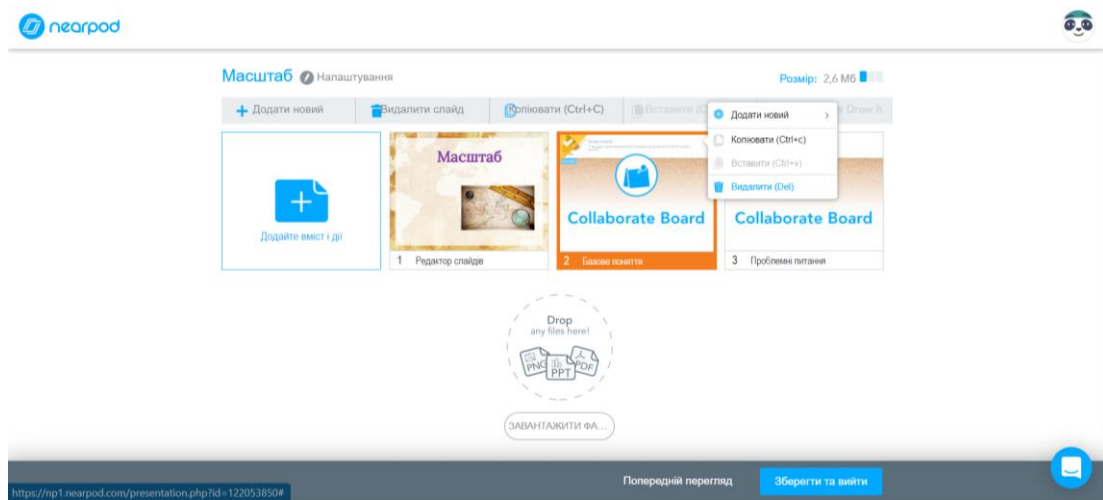 nearpod
Масштаб Налаштування
Розмір: 2,6 Мб
Додати новий
Видалити слайд
Копіювати (Ctrl+C)
Вставити
Draw It
Додати новий
Копіювати (Ctrl+c)
Вставити (Ctrl+v)
Видалити (Del)
Додайте вміст і дії
Масштаб
1 Редактор слайдів
Collaborate Board
2 Базове поняття
Collaborate Board
3 Проблемні питання
Drop
any files here!
PNG
PPT
PDF
ЗАВАНТАЖИТИ ФА...
Попередній перегляд
Зберегти та вийти
https://np1.nearpod.com/presentation.php?id=122053850#